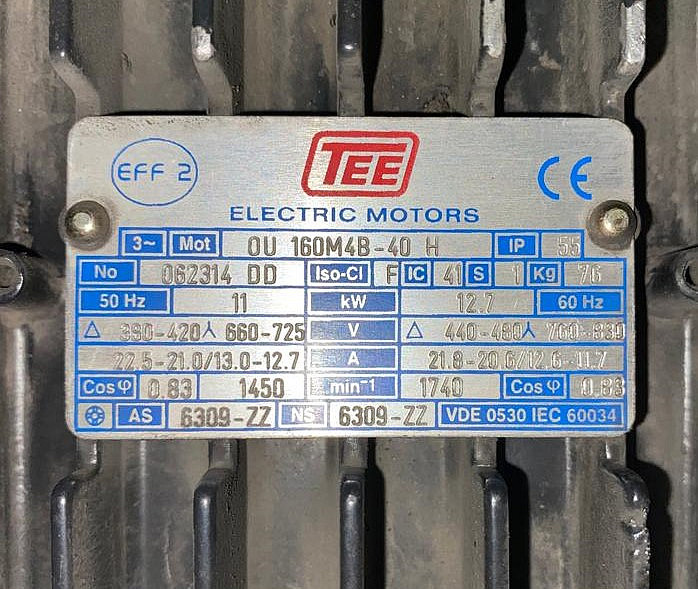 EFF 2
TEE
CE
ELECTRIC MOTORS
3~ Mot OU 160M4B-40 H IP 55
No 062314 DD Iso-Cl F IC 41 S 1 Kg 76
50 Hz 11 kW 12.7 60 Hz
△ 390-420 ⅄ 660-725 V △ 440-480 ⅄ 760-830
22.5-21.0/13.0-12.7 A 21.8-20.6/12.6-11.7
Cos φ 0.83 1450 min⁻¹ 1740 Cos φ 0.83
AS 6309-ZZ NS 6309-ZZ VDE 0530 IEC 60034